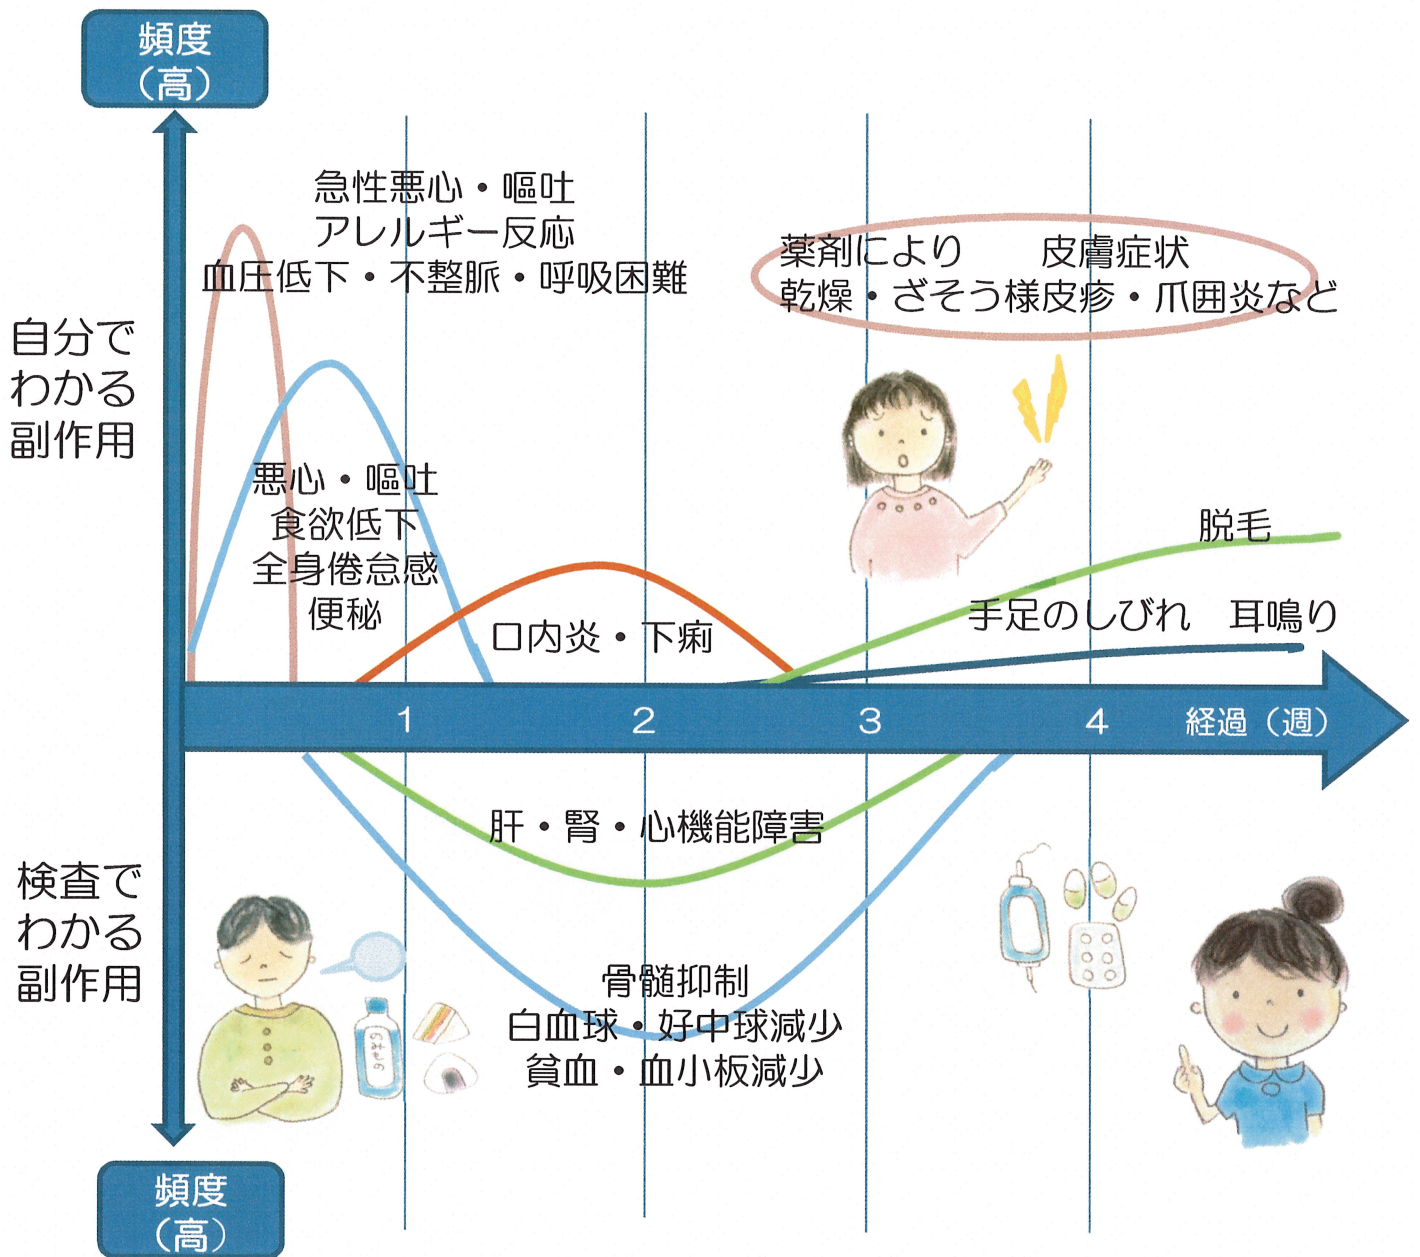 頻度
（高）
急性悪心・嘔吐
アレルギー反応
血圧低下・不整脈・呼吸困難
薬剤により　皮膚症状
乾燥・ざそう様皮疹・爪囲炎など
自分で
わかる
副作用
悪心・嘔吐
食欲低下
全身倦怠感
便秘
口内炎・下痢
脱毛
手足のしびれ　耳鳴り
1 2 3 4 経過（週）
肝・腎・心機能障害
検査で
わかる
副作用
骨髄抑制
白血球・好中球減少
貧血・血小板減少
頻度
（高）